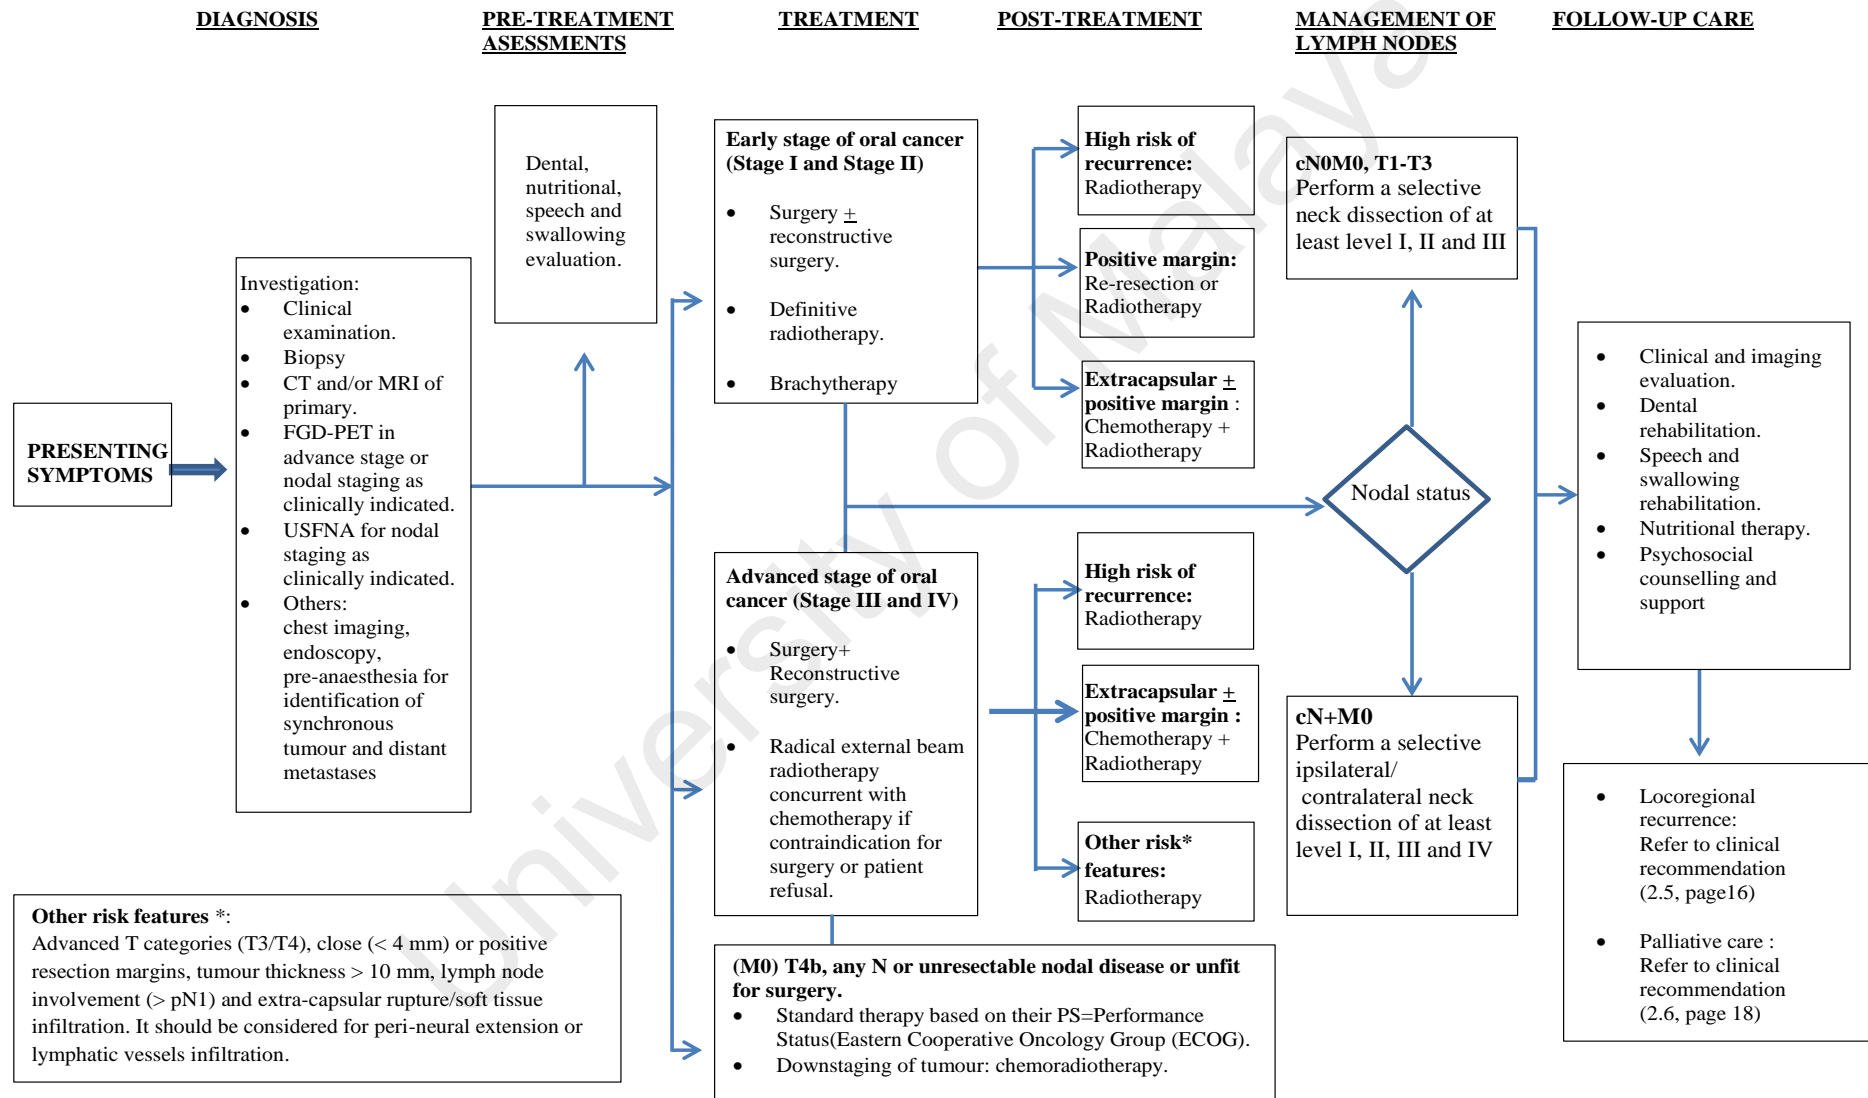 DIAGNOSIS
PRE-TREATMENT
ASESSMENTS
TREATMENT
POST-TREATMENT
MANAGEMENT OF
LYMPH NODES
FOLLOW-UP CARE
PRESENTING
SYMPTOMS
Investigation:
• Clinical
examination.
• Biopsy
• CT and/or MRI of
primary.
• FGD-PET in
advance stage or
nodal staging as
clinically indicated.
• USFNA for nodal
staging as
clinically indicated.
• Others:
chest imaging,
endoscopy,
pre-anaesthesia for
identification of
synchronous
tumour and distant
metastases
Dental,
nutritional,
speech and
swallowing
evaluation.
Early stage of oral cancer
(Stage I and Stage II)
• Surgery +
reconstructive
surgery.
• Definitive
radiotherapy.
• Brachytherapy
Advanced stage of oral
cancer (Stage III and IV)
• Surgery+
Reconstructive
surgery.
• Radical external beam
radiotherapy
concurrent with
chemotherapy if
contraindication for
surgery or patient
refusal.
(M0) T4b, any N or unresectable nodal disease or unfit
for surgery.
• Standard therapy based on their PS=Performance
Status(Eastern Cooperative Oncology Group (ECOG).
• Downstaging of tumour: chemoradiotherapy.
High risk of
recurrence:
Radiotherapy
Positive margin:
Re-resection or
Radiotherapy
Extracapsular +
positive margin :
Chemotherapy +
Radiotherapy
High risk of
recurrence:
Radiotherapy
Extracapsular +
positive margin :
Chemotherapy +
Radiotherapy
Other risk*
features:
Radiotherapy
cN0M0, T1-T3
Perform a selective
neck dissection of at
least level I, II and III
Nodal status
cN+M0
Perform a selective
ipsilateral/
contralateral neck
dissection of at least
level I, II, III and IV
• Clinical and imaging
evaluation.
• Dental
rehabilitation.
• Speech and
swallowing
rehabilitation.
• Nutritional therapy.
• Psychosocial
counselling and
support
• Locoregional
recurrence:
Refer to clinical
recommendation
(2.5, page16)
• Palliative care :
Refer to clinical
recommendation
(2.6, page 18)
Other risk features *:
Advanced T categories (T3/T4), close (< 4 mm) or positive
resection margins, tumour thickness > 10 mm, lymph node
involvement (> pN1) and extra-capsular rupture/soft tissue
infiltration. It should be considered for peri-neural extension or
lymphatic vessels infiltration.
University of Malaya